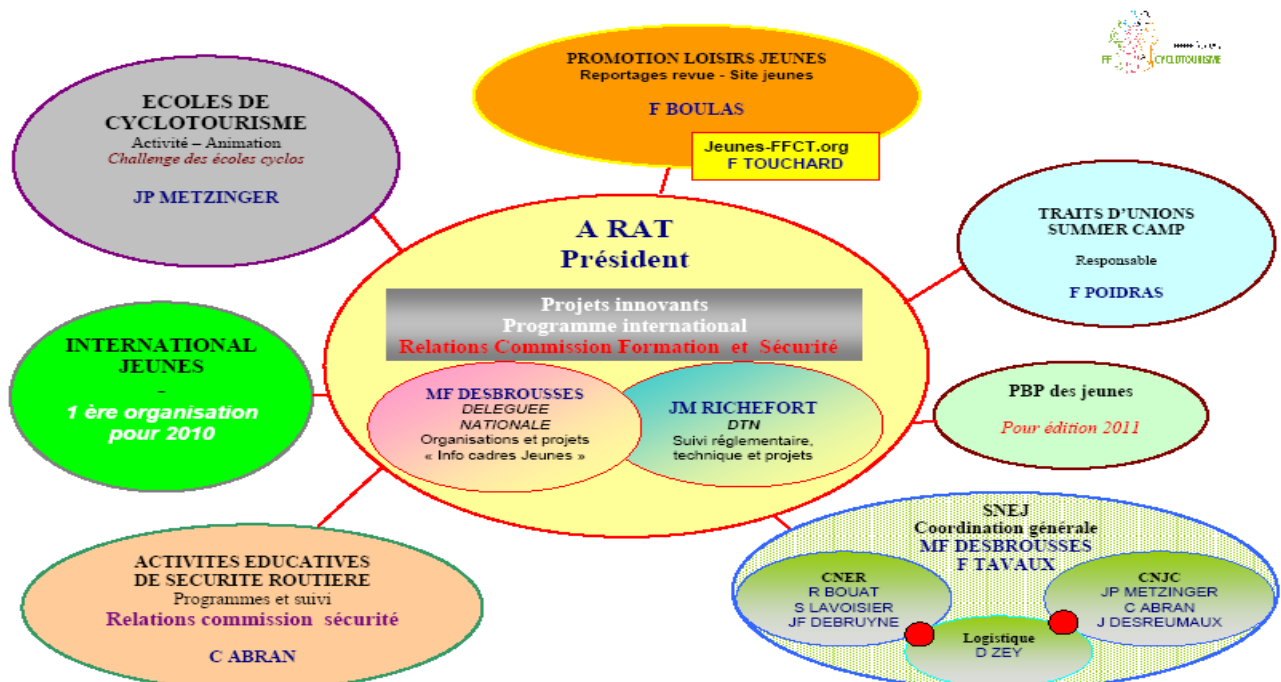 PROMOTION LOISIRS JEUNES
Reportages revue - Site jeunes
F BOULAS
Jeunes-FFCT.org
F TOUCHARD
FF CYCLOTOURISME
ECOLES DE
CYCLOTOURISME
Activité – Animation
Challenge des écoles cyclos
JP METZINGER
A RAT
Président
Projets innovants
Programme international
Relations Commission Formation et Sécurité
MF DESBROUSSES
DELEGUEE
NATIONALE
Organisations et projets
« Info cadres Jeunes »
JM RICHEFORT
DTN
Suivi réglementaire,
technique et projets
TRAITS D'UNIONS
SUMMER CAMP
Responsable
F POIDRAS
INTERNATIONAL
JEUNES
-
1 ère organisation
pour 2010
PBP des jeunes
Pour édition 2011
ACTIVITES EDUCATIVES
DE SECURITE ROUTIERE
Programmes et suivi
Relations commission sécurité
C ABRAN
SNEJ
Coordination générale
MF DESBROUSSES
F TAVAUX
CNER
R BOUAT
S LAVOISIER
JF DEBRUYNE
CNJC
JP METZINGER
C ABRAN
J DESREUMAUX
Logistique
D ZEY